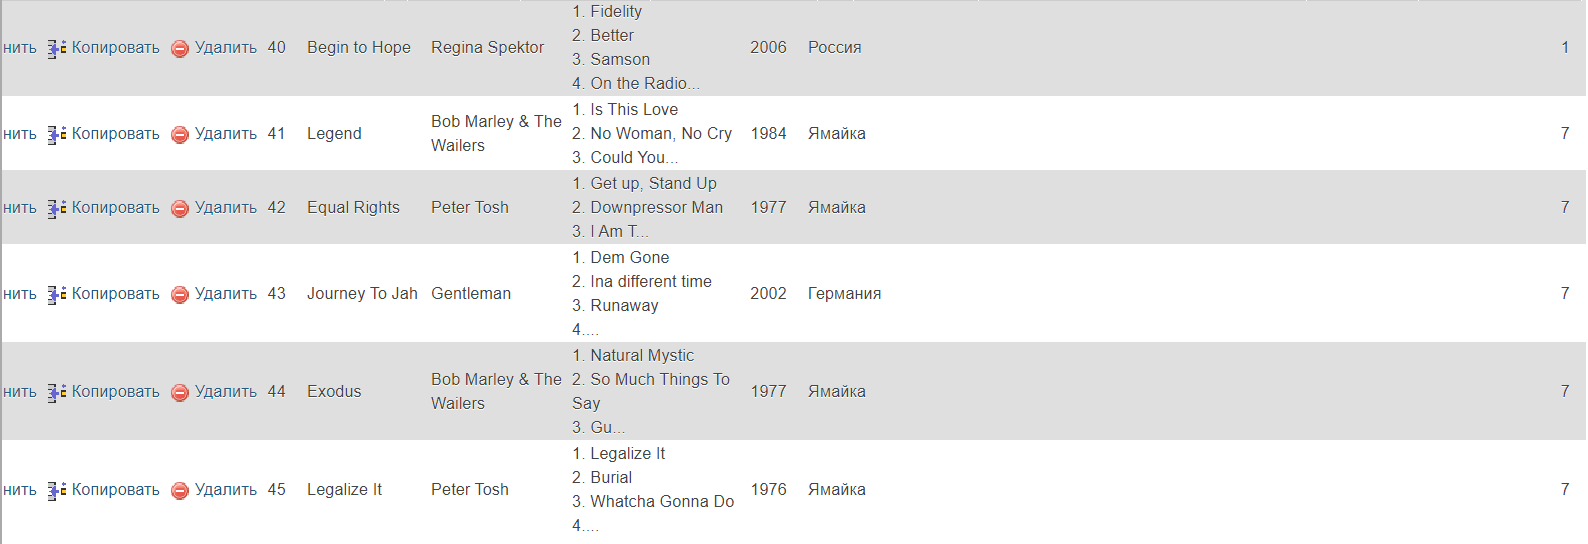 1. Fidelity
2. Better
нить Копировать Удалить 40 Begin to Hope Regina Spektor 2006 Россия 1
3. Samson
4. On the Radio...
1. Is This Love
Bob Marley & The
нить Копировать Удалить 41 Legend 2. No Woman, No Cry 1984 Ямайка 7
Wailers
3. Could You...
1. Get up, Stand Up
нить Копировать Удалить 42 Equal Rights Peter Tosh 2. Downpressor Man 1977 Ямайка 7
3. I Am T...
1. Dem Gone
2. Ina different time
нить Копировать Удалить 43 Journey To Jah Gentleman 2002 Германия 7
3. Runaway
4....
1. Natural Mystic
Bob Marley & The 2. So Much Things To
нить Копировать Удалить 44 Exodus 1977 Ямайка 7
Wailers Say
3. Gu...
1. Legalize It
2. Burial
нить Копировать Удалить 45 Legalize It Peter Tosh 1976 Ямайка 7
3. Whatcha Gonna Do
4....